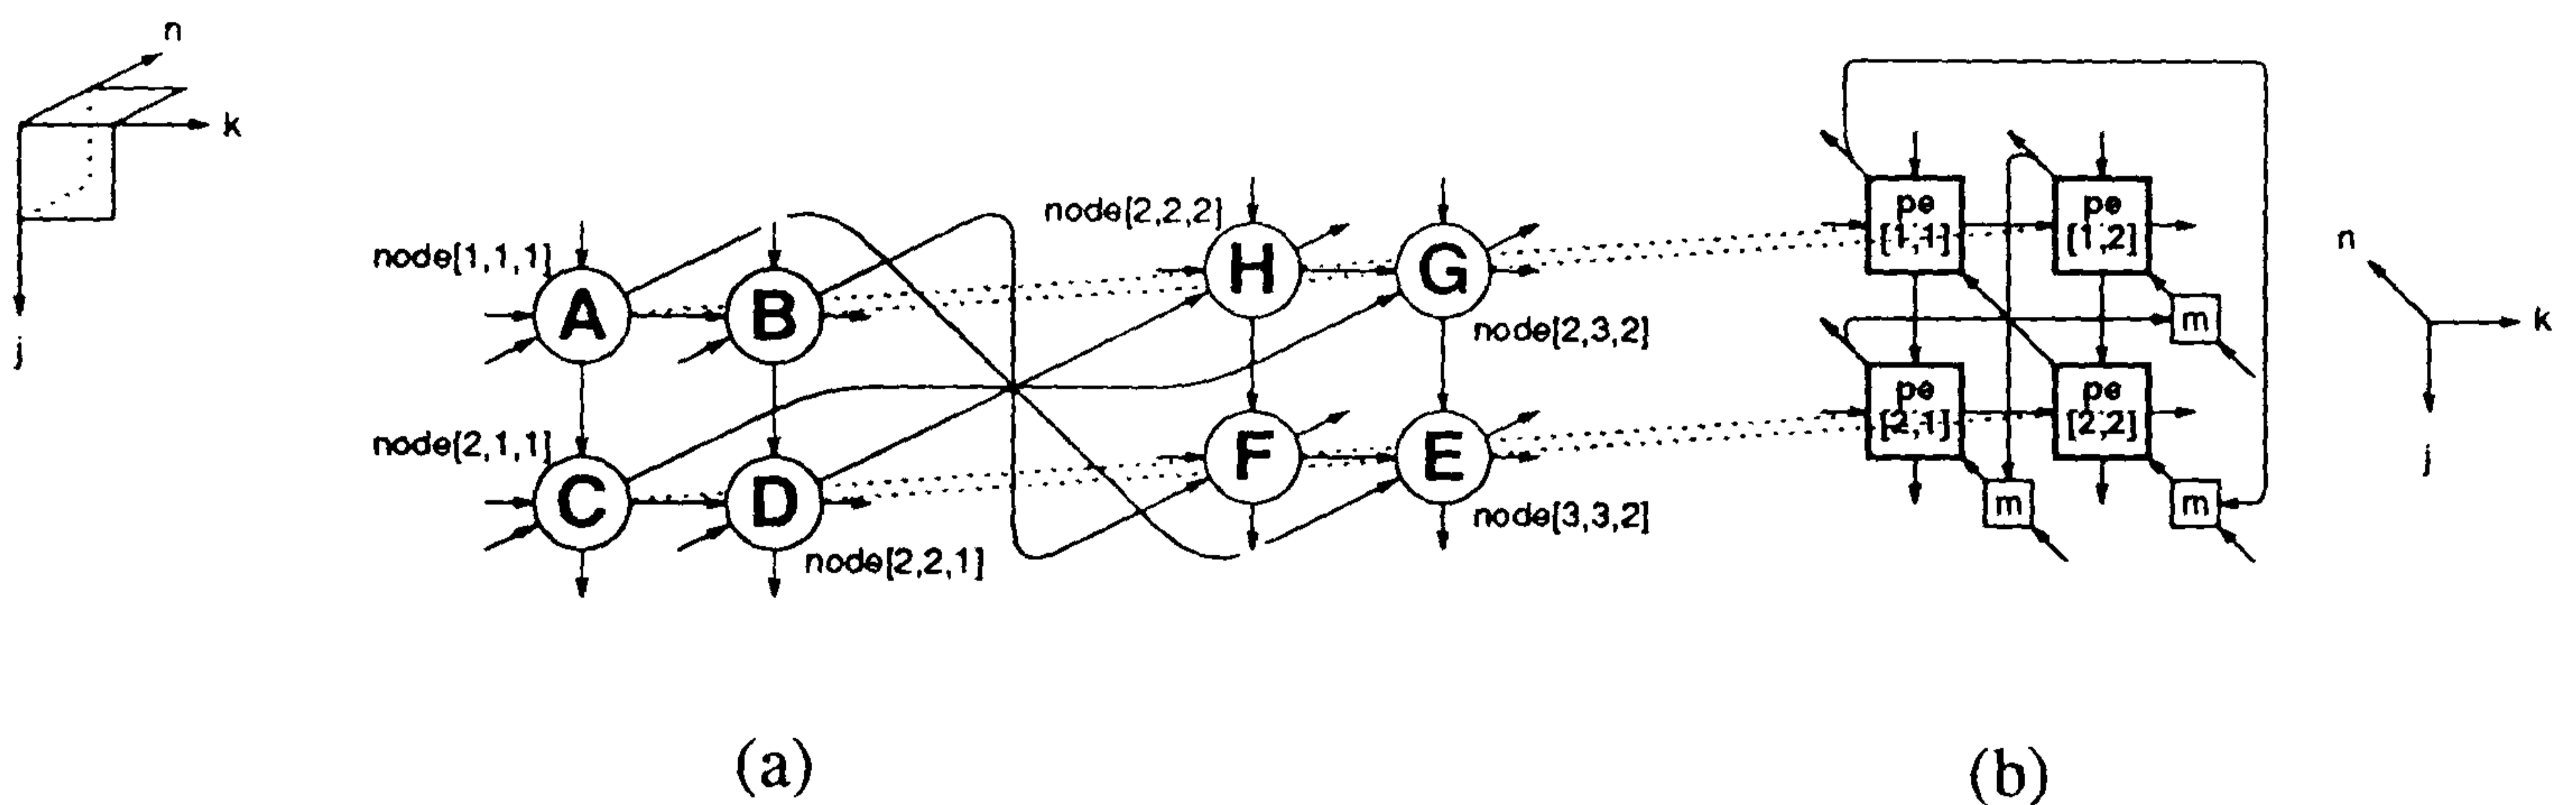 n
k
j
node[1,1,1]
A
B
node[2,1,1]
C
D
node[2,2,1]
node[2,2,2]
H
G
node[2,3,2]
F
E
node[3,3,2]
(a)
pe
[1,1]
pe
[1,2]
m
pe
[2,1]
pe
[2,2]
m
m
n
k
j
(b)